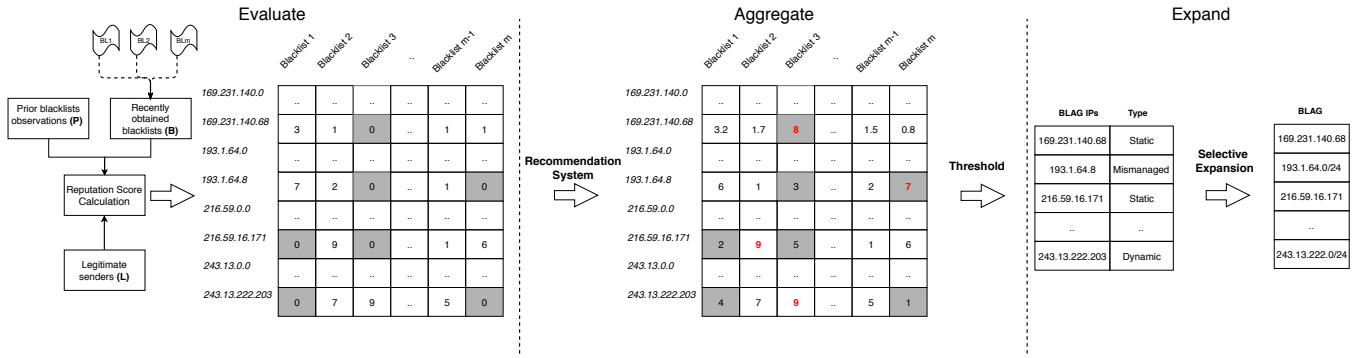 Evaluate
BL1 BL2 BLm
Prior blacklists
observations (P)
Recently
obtained
blacklists (B)
Reputation Score
Calculation
Legitimate
senders (L)
Blacklist 1 Blacklist 2 Blacklist 3 .. Blacklist m-1 Blacklist m
169.231.140.0
.. .. .. .. .. ..
169.231.140.68
3 1 0 .. 1 1
193.1.64.0
.. .. .. .. .. ..
193.1.64.8
7 2 0 .. 1 0
216.59.0.0
.. .. .. .. .. ..
216.59.16.171
0 9 0 .. 1 6
243.13.0.0
.. .. .. .. .. ..
243.13.222.203
0 7 9 .. 5 0
Recommendation
System
Aggregate
Blacklist 1 Blacklist 2 Blacklist 3 .. Blacklist m-1 Blacklist m
169.231.140.0
.. .. .. .. .. ..
169.231.140.68
3.2 1.7 8 .. 1.5 0.8
193.1.64.0
.. .. .. .. .. ..
193.1.64.8
6 1 3 .. 2 7
216.59.0.0
.. .. .. .. .. ..
216.59.16.171
2 9 5 .. 1 6
243.13.0.0
.. .. .. .. .. ..
243.13.222.203
4 7 9 .. 5 1
Threshold
Expand
BLAG IPs Type
169.231.140.68 Static
193.1.64.8 Mismanaged
216.59.16.171 Static
.. ..
243.13.222.203 Dynamic
Selective
Expansion
BLAG
169.231.140.68
193.1.64.0/24
216.59.16.171
..
243.13.222.0/24